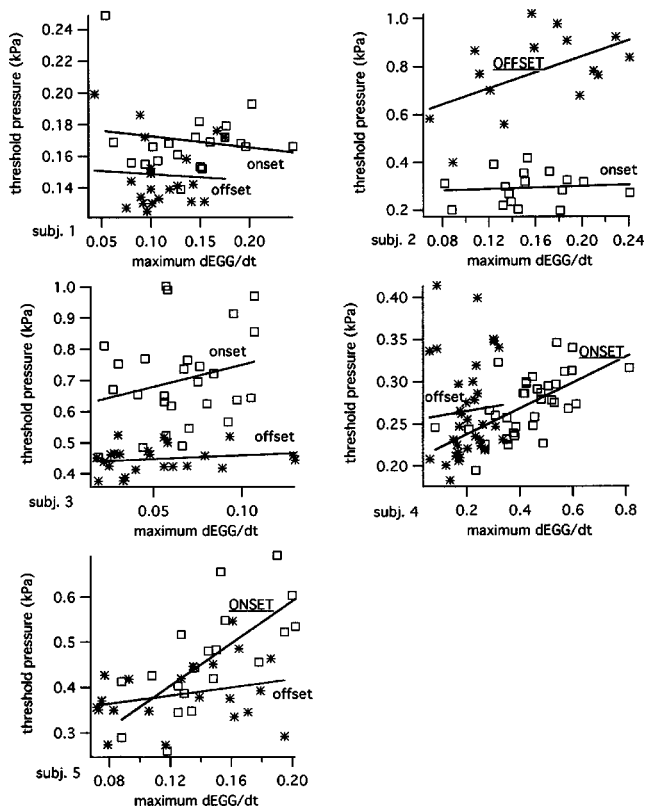 threshold pressure (kPa)
0.24
0.20
0.16
0.14
onset
offset
subj. 1
0.05
0.10
0.15
0.20
maximum dEGG/dt
threshold pressure (kPa)
1.0
0.8
0.6
0.4
0.2
OFFSET
onset
subj. 2
0.08
0.12
0.16
0.20
0.24
maximum dEGG/dt
threshold pressure (kPa)
1.0
0.9
0.8
0.7
0.6
0.5
0.4
onset
offset
subj. 3
0.05
0.10
maximum dEGG/dt
threshold pressure (kPa)
0.40
0.35
0.30
0.25
0.20
ONSET
offset
subj. 4
0.2
0.4
0.6
0.8
maximum dEGG/dt
threshold pressure (kPa)
0.6
0.5
0.4
0.3
ONSET
offset
subj. 5
0.08
0.12
0.16
0.20
maximum dEGG/dt